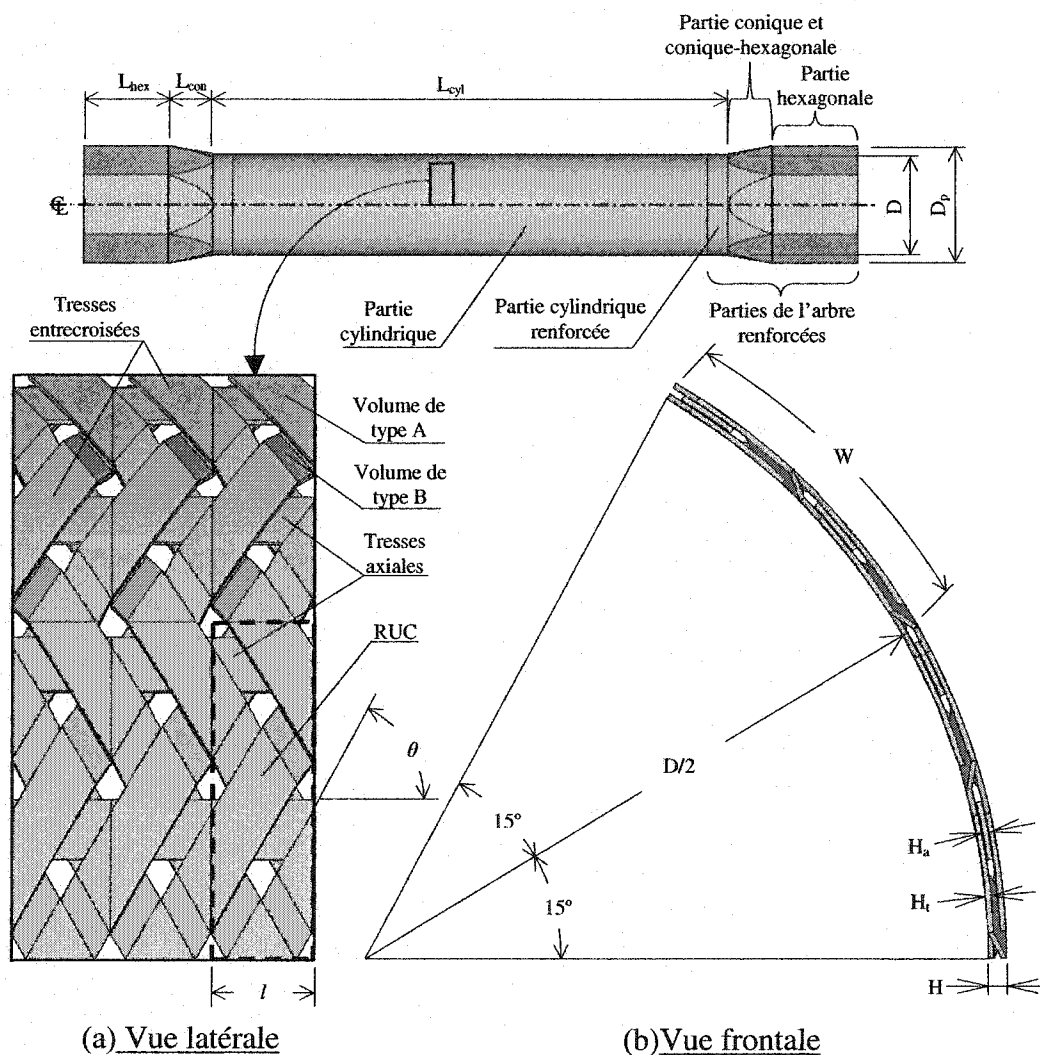 Partie conique et
conique-hexagonale
Partie
hexagonale
L_hex
L_con
L_cyl
℄
D
D_p
Tresses
entrecroisées
Partie
cylindrique
Partie cylindrique
renforcée
Parties de l'arbre
renforcées
Volume de
type A
Volume de
type B
Tresses
axiales
RUC
θ
l
W
D/2
15°
15°
H_a
H_t
H
(a) Vue latérale
(b) Vue frontale